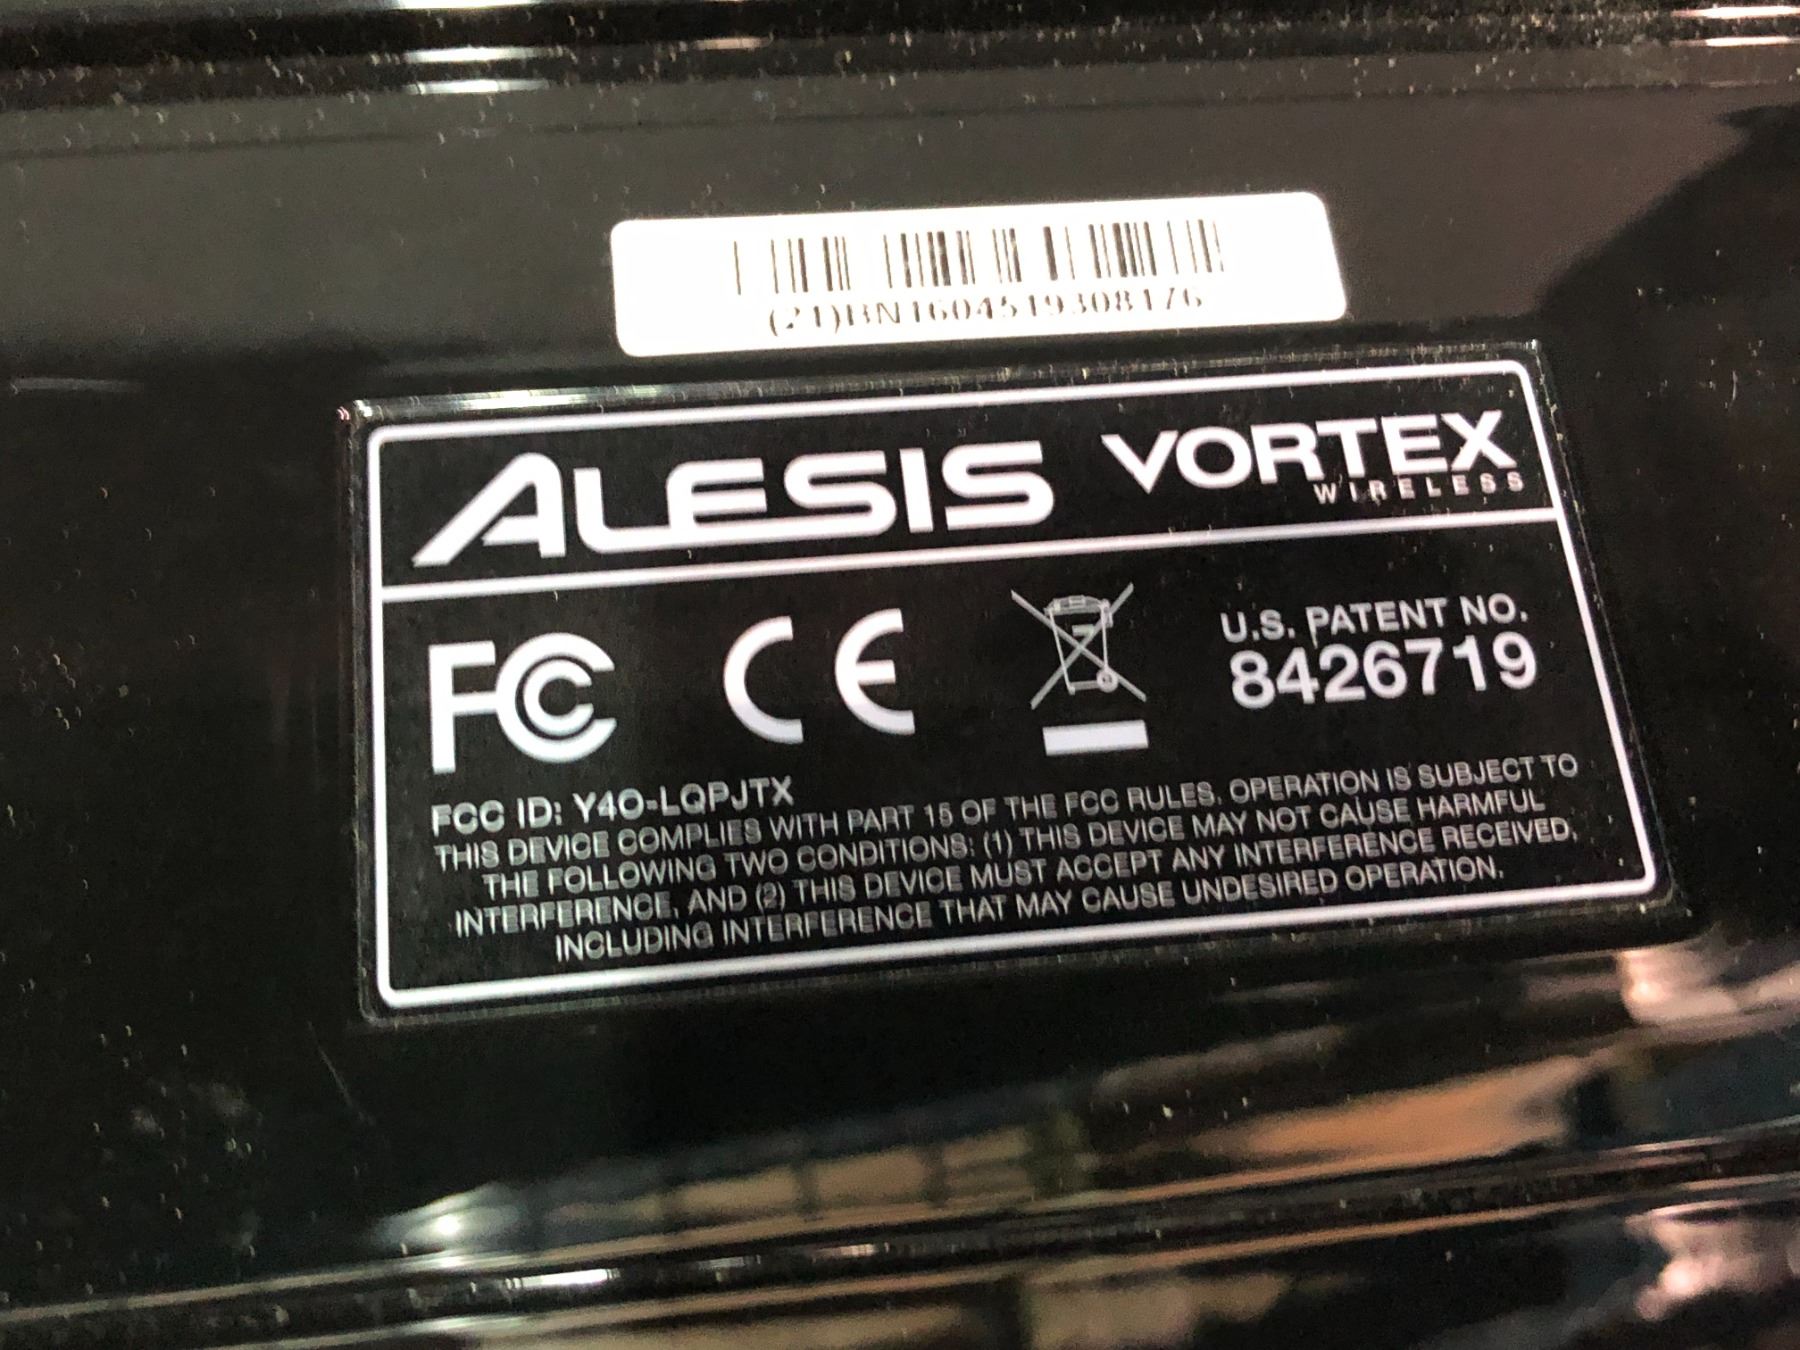 (21)BN1604519308176
ALESIS VORTEX
WIRELESS
FC CE
U.S. PATENT NO.
8426719
FCC ID: Y4O-LQPJTX
THIS DEVICE COMPLIES WITH PART 15 OF THE FCC RULES. OPERATION IS SUBJECT TO
THE FOLLOWING TWO CONDITIONS: (1) THIS DEVICE MAY NOT CAUSE HARMFUL
INTERFERENCE, AND (2) THIS DEVICE MUST ACCEPT ANY INTERFERENCE RECEIVED,
INCLUDING INTERFERENCE THAT MAY CAUSE UNDESIRED OPERATION.